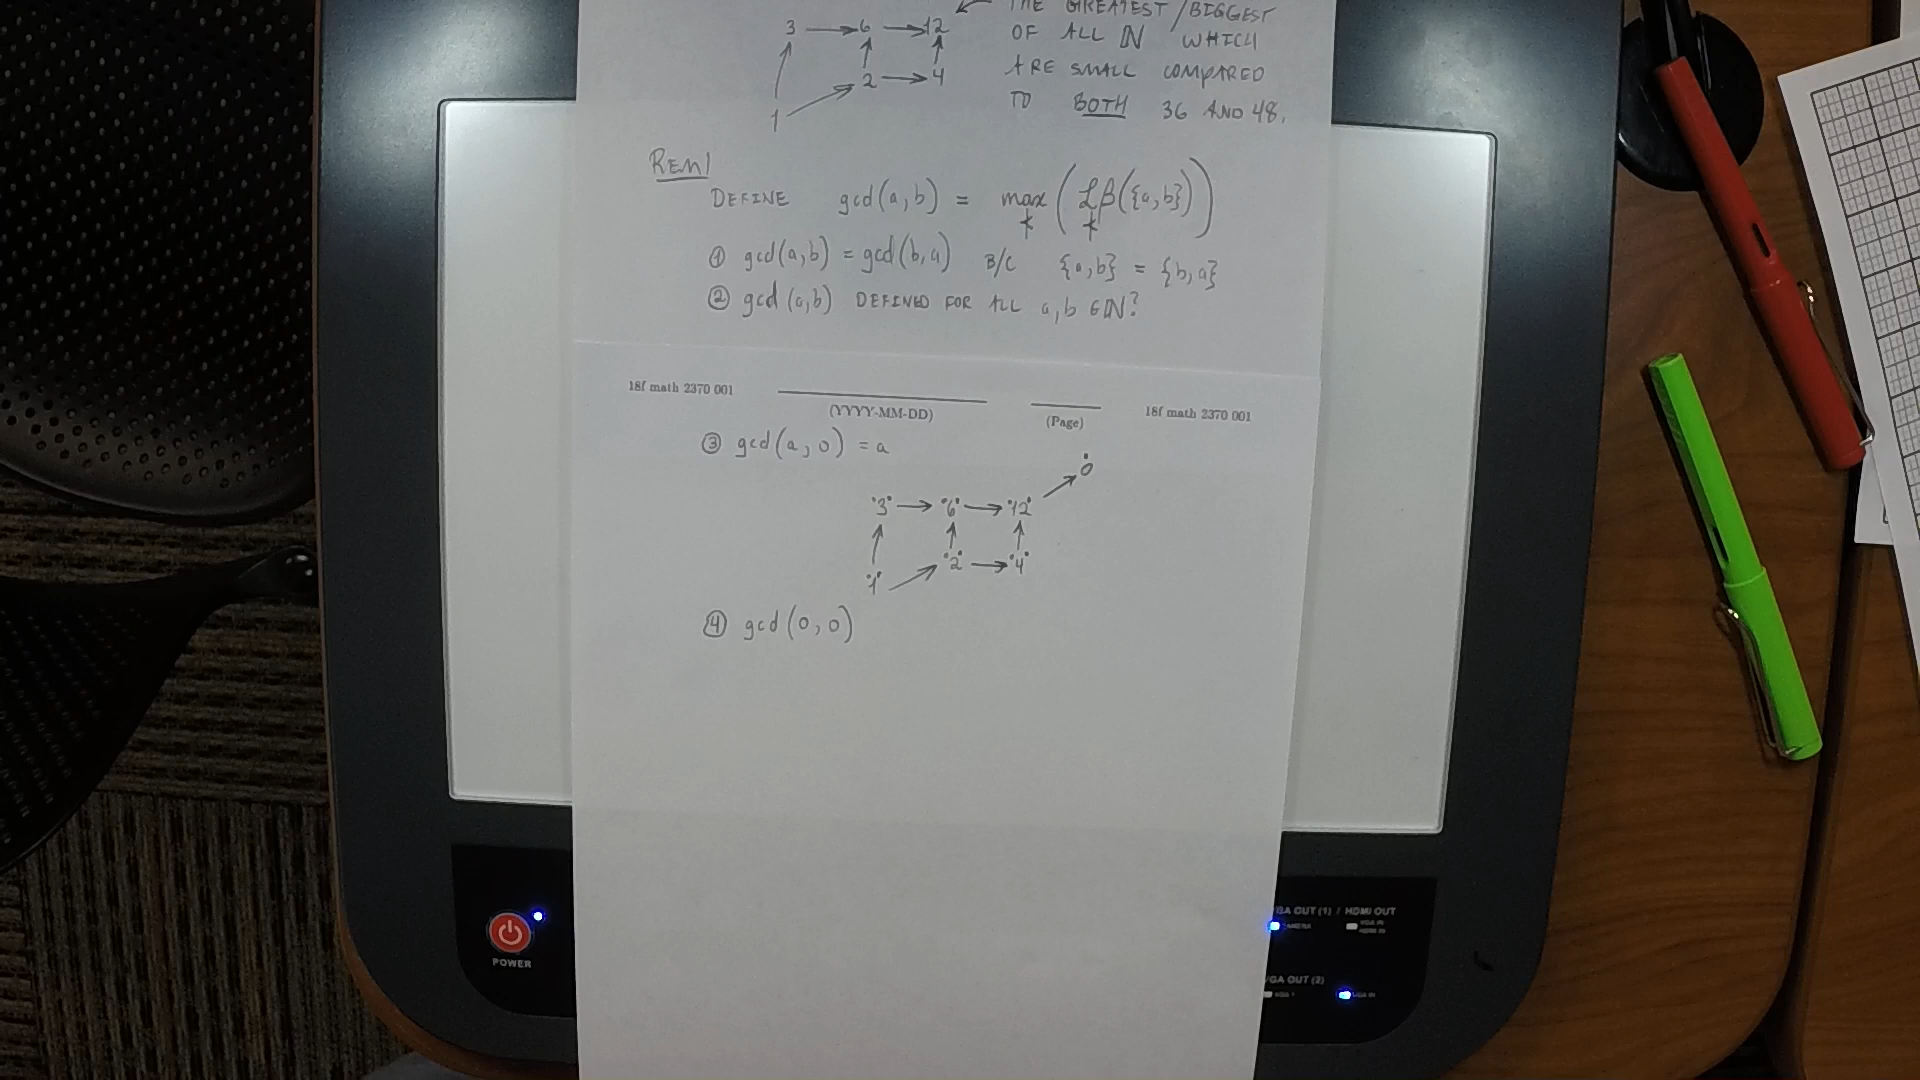 THE GREATEST/BIGGEST
OF ALL ℕ WHICH
ARE SMALL COMPARED
TO BOTH 36 AND 48,
3 → 6 → 12
2 → 4
1
REM|
DEFINE gcd(a,b) = max(ℒβ({a,b}))
① gcd(a,b) = gcd(b,a) B/C {a,b} = {b,a}
② gcd(a,b) DEFINED FOR ALL a,b ∈ ℕ?
18f math 2370 001
(YYYY-MM-DD)
(Page)
18f math 2370 001
③ gcd(a,0) = a
0
3 → 6 → 12
1 → 2 → 4
④ gcd(0,0)
POWER
GA OUT (1) / HDMI OUT
VGA OUT (2)